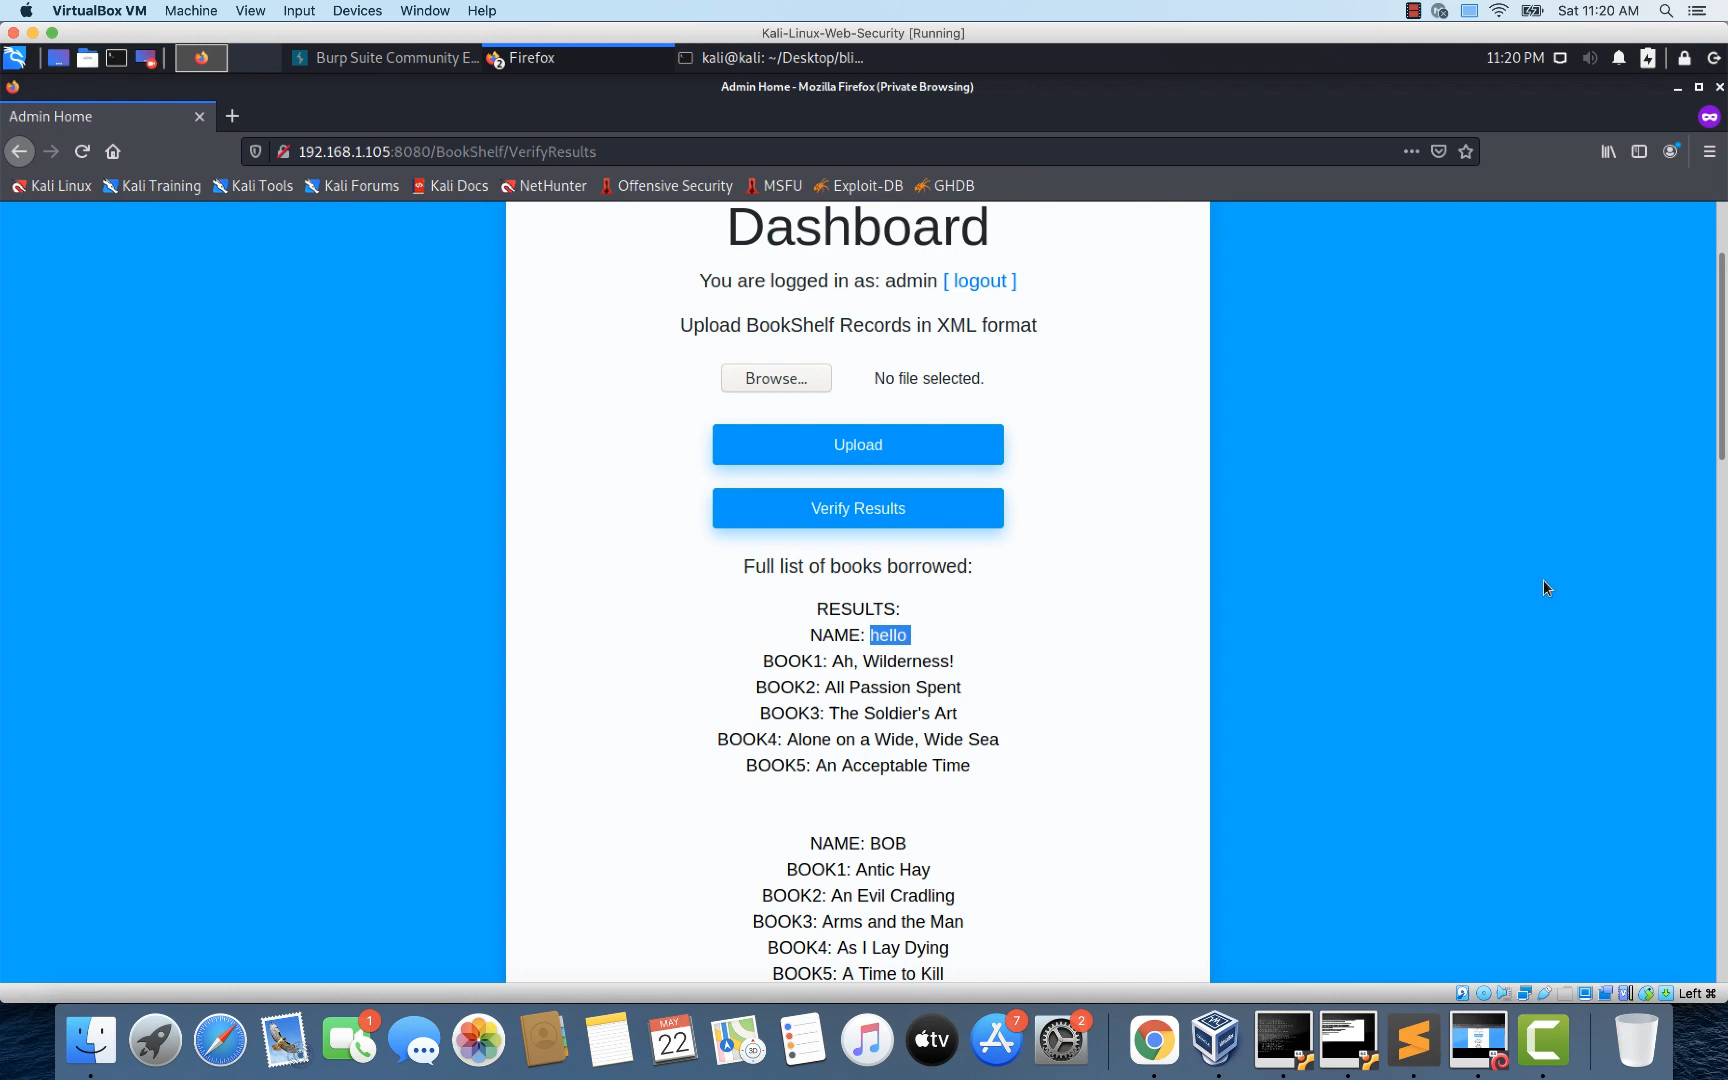 VirtualBox VM Machine View Input Devices Window Help Sat 11:20 AM
Kali-Linux-Web-Security [Running]
Burp Suite Community E... Firefox kali@kali: ~/Desktop/bli... 11:20 PM
Admin Home - Mozilla Firefox (Private Browsing)
Admin Home
192.168.1.105:8080/BookShelf/VerifyResults
Kali Linux Kali Training Kali Tools Kali Forums Kali Docs NetHunter Offensive Security MSFU Exploit-DB GHDB
Dashboard
You are logged in as: admin [ logout ]
Upload BookShelf Records in XML format
Browse... No file selected.
Upload
Verify Results
Full list of books borrowed:
RESULTS:
NAME: hello
BOOK1: Ah, Wilderness!
BOOK2: All Passion Spent
BOOK3: The Soldier's Art
BOOK4: Alone on a Wide, Wide Sea
BOOK5: An Acceptable Time
NAME: BOB
BOOK1: Antic Hay
BOOK2: An Evil Cradling
BOOK3: Arms and the Man
BOOK4: As I Lay Dying
BOOK5: A Time to Kill
Left ⌘
1 MAY 22 3D tv 7 2